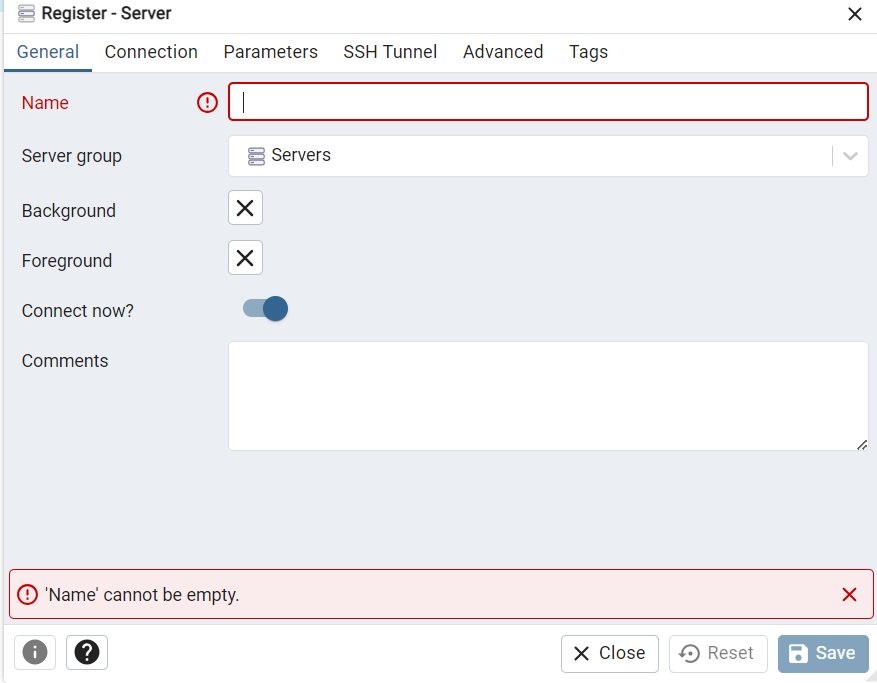 Register - Server
General Connection Parameters SSH Tunnel Advanced Tags
Name
Server group Servers
Background
Foreground
Connect now?
Comments
'Name' cannot be empty.
Close Reset Save